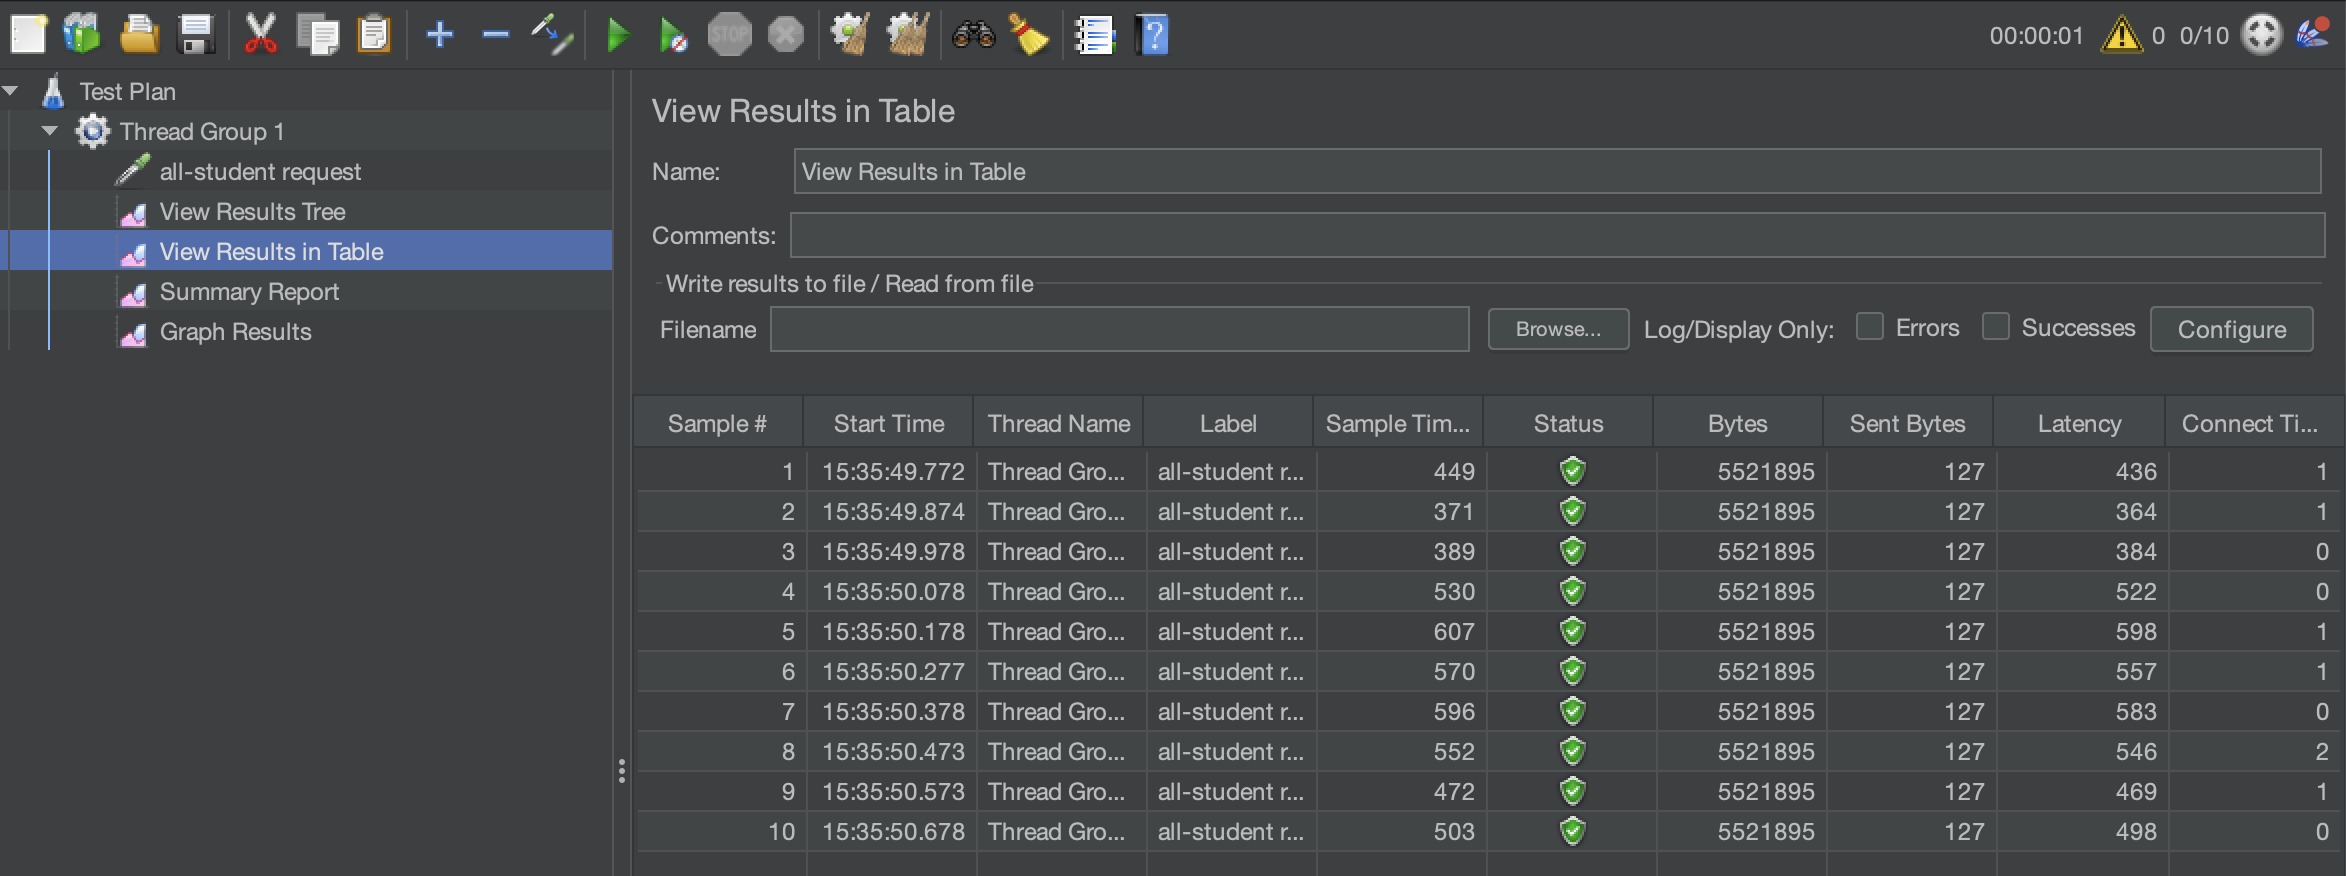 STOP
00:00:01 0 0/10
Test Plan
Thread Group 1
all-student request
View Results Tree
View Results in Table
Summary Report
Graph Results
View Results in Table
Name: View Results in Table
Comments:
Write results to file / Read from file
Filename Browse... Log/Display Only: Errors Successes Configure
Sample # Start Time Thread Name Label Sample Tim... Status Bytes Sent Bytes Latency Connect Ti...
1 15:35:49.772 Thread Gro... all-student r... 449 5521895 127 436 1
2 15:35:49.874 Thread Gro... all-student r... 371 5521895 127 364 1
3 15:35:49.978 Thread Gro... all-student r... 389 5521895 127 384 0
4 15:35:50.078 Thread Gro... all-student r... 530 5521895 127 522 0
5 15:35:50.178 Thread Gro... all-student r... 607 5521895 127 598 1
6 15:35:50.277 Thread Gro... all-student r... 570 5521895 127 557 1
7 15:35:50.378 Thread Gro... all-student r... 596 5521895 127 583 0
8 15:35:50.473 Thread Gro... all-student r... 552 5521895 127 546 2
9 15:35:50.573 Thread Gro... all-student r... 472 5521895 127 469 1
10 15:35:50.678 Thread Gro... all-student r... 503 5521895 127 498 0